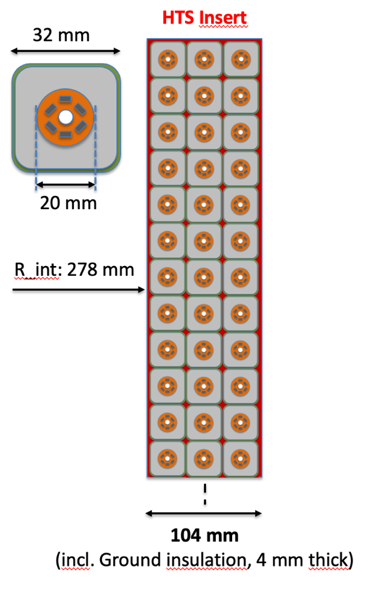 HTS Insert
32 mm
20 mm
R_int: 278 mm
104 mm
(incl. Ground insulation, 4 mm thick)